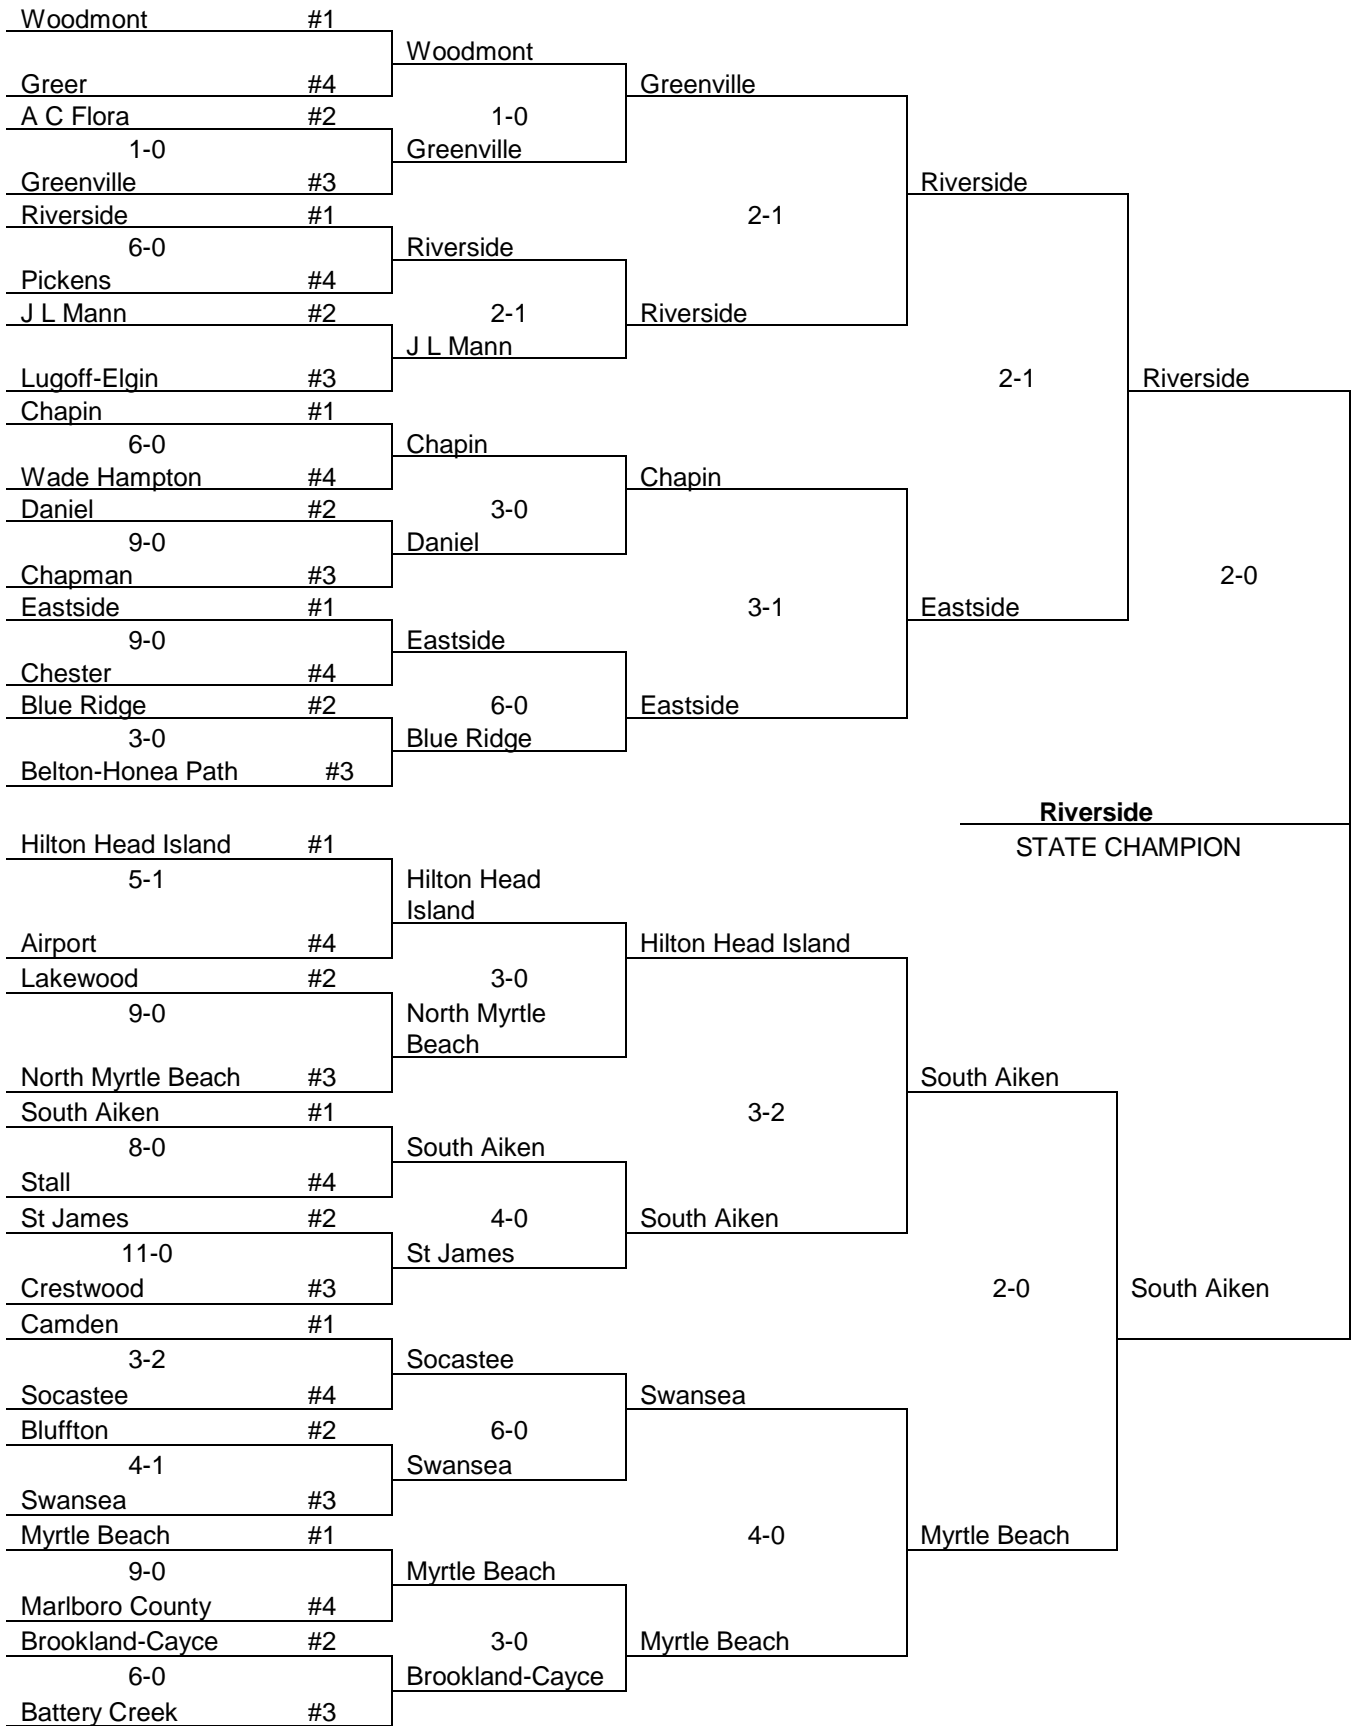 Woodmont #1
Woodmont
Greer #4
Greenville
A C Flora #2
1-0
1-0
Greenville
Greenville #3
Riverside
Riverside #1
2-1
6-0
Riverside
Pickens #4
J L Mann #2
2-1
Riverside
J L Mann
Lugoff-Elgin #3
2-1
Riverside
Chapin #1
6-0
Chapin
Wade Hampton #4
Chapin
Daniel #2
3-0
9-0
Daniel
Chapman #3
2-0
Eastside #1
3-1
Eastside
9-0
Eastside
Chester #4
Blue Ridge #2
6-0
Eastside
3-0
Blue Ridge
Belton-Honea Path #3
Riverside
STATE CHAMPION
Hilton Head Island #1
5-1
Hilton Head
Island
Airport #4
Hilton Head Island
Lakewood #2
3-0
9-0
North Myrtle
Beach
North Myrtle Beach #3
South Aiken
South Aiken #1
3-2
8-0
South Aiken
Stall #4
St James #2
4-0
South Aiken
11-0
St James
Crestwood #3
2-0
South Aiken
Camden #1
3-2
Socastee
Socastee #4
Swansea
Bluffton #2
6-0
4-1
Swansea
Swansea #3
Myrtle Beach #1
4-0
Myrtle Beach
9-0
Myrtle Beach
Marlboro County #4
Brookland-Cayce #2
3-0
Myrtle Beach
6-0
Brookland-Cayce
Battery Creek #3